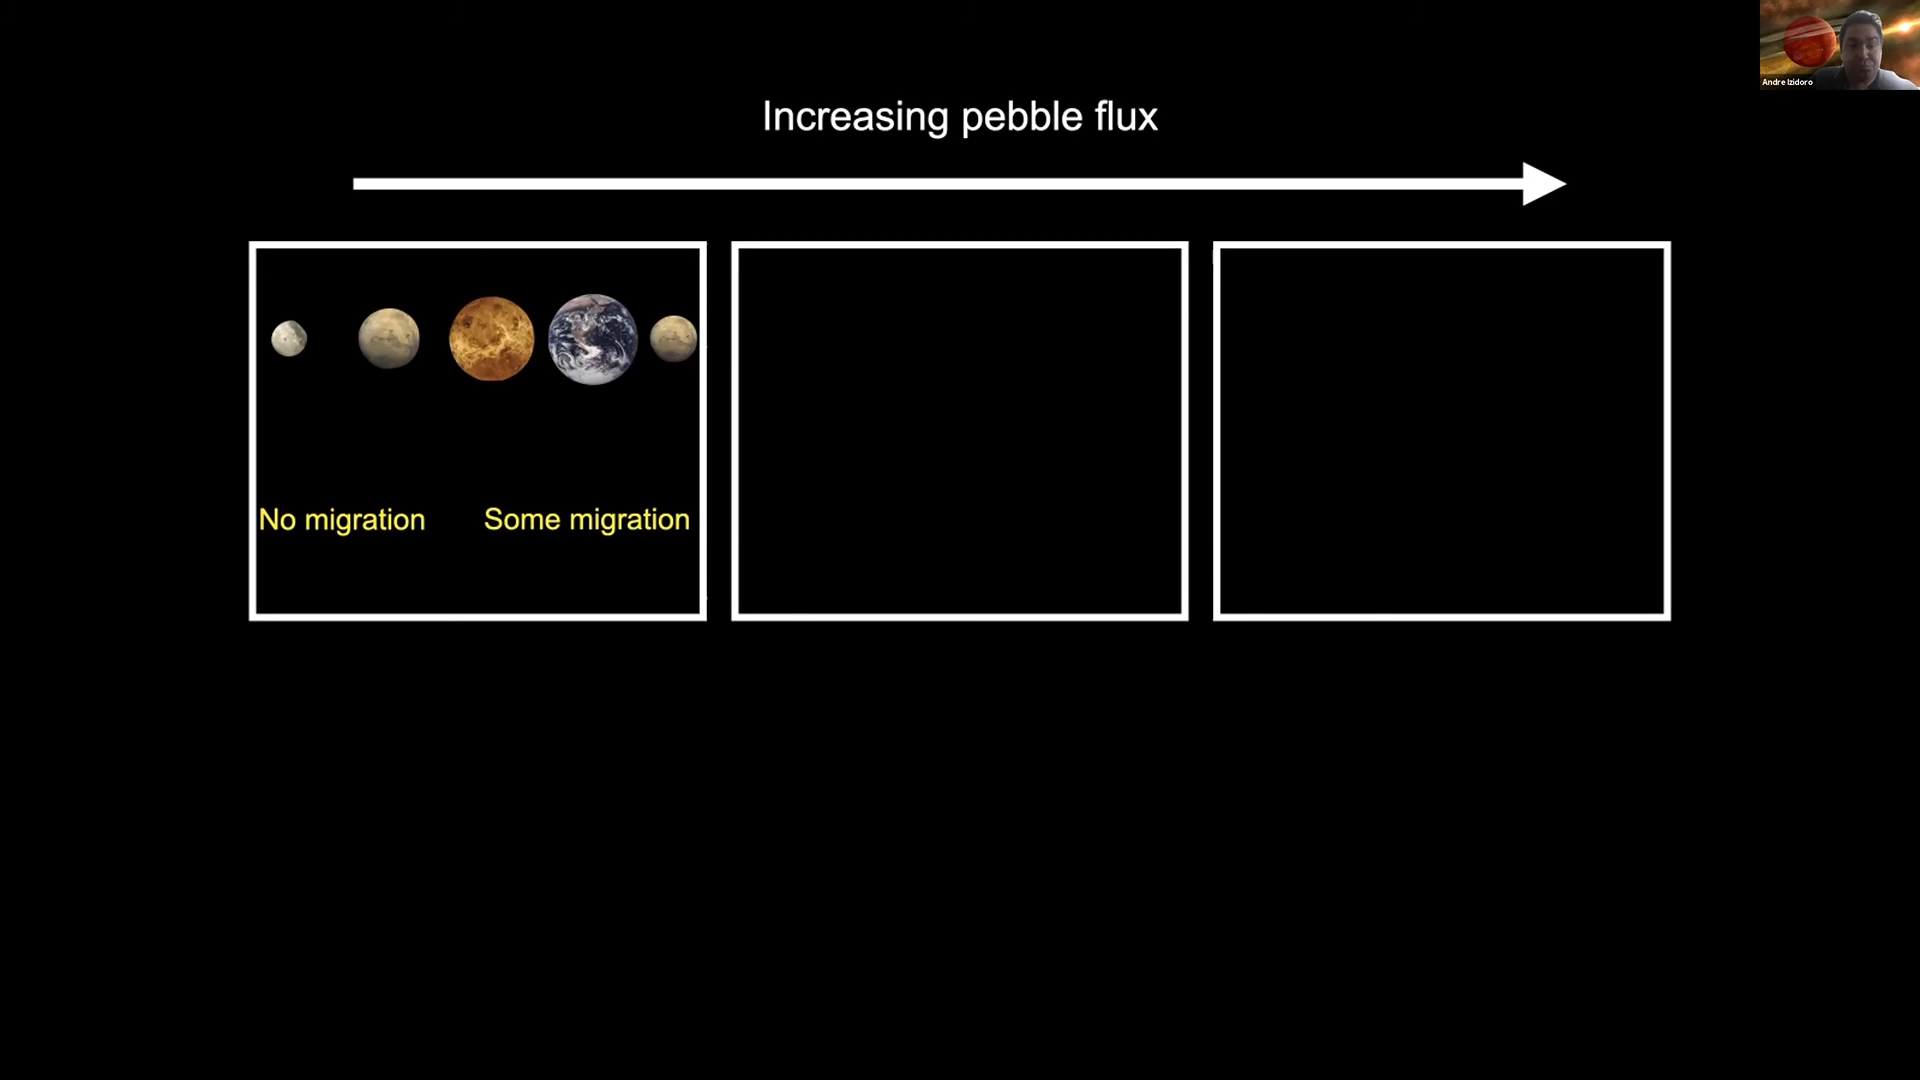 Andre Izidoro
Increasing pebble flux
No migration
Some migration